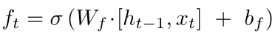 f_t = σ (W_f·[h_{t−1}, x_t] + b_f)